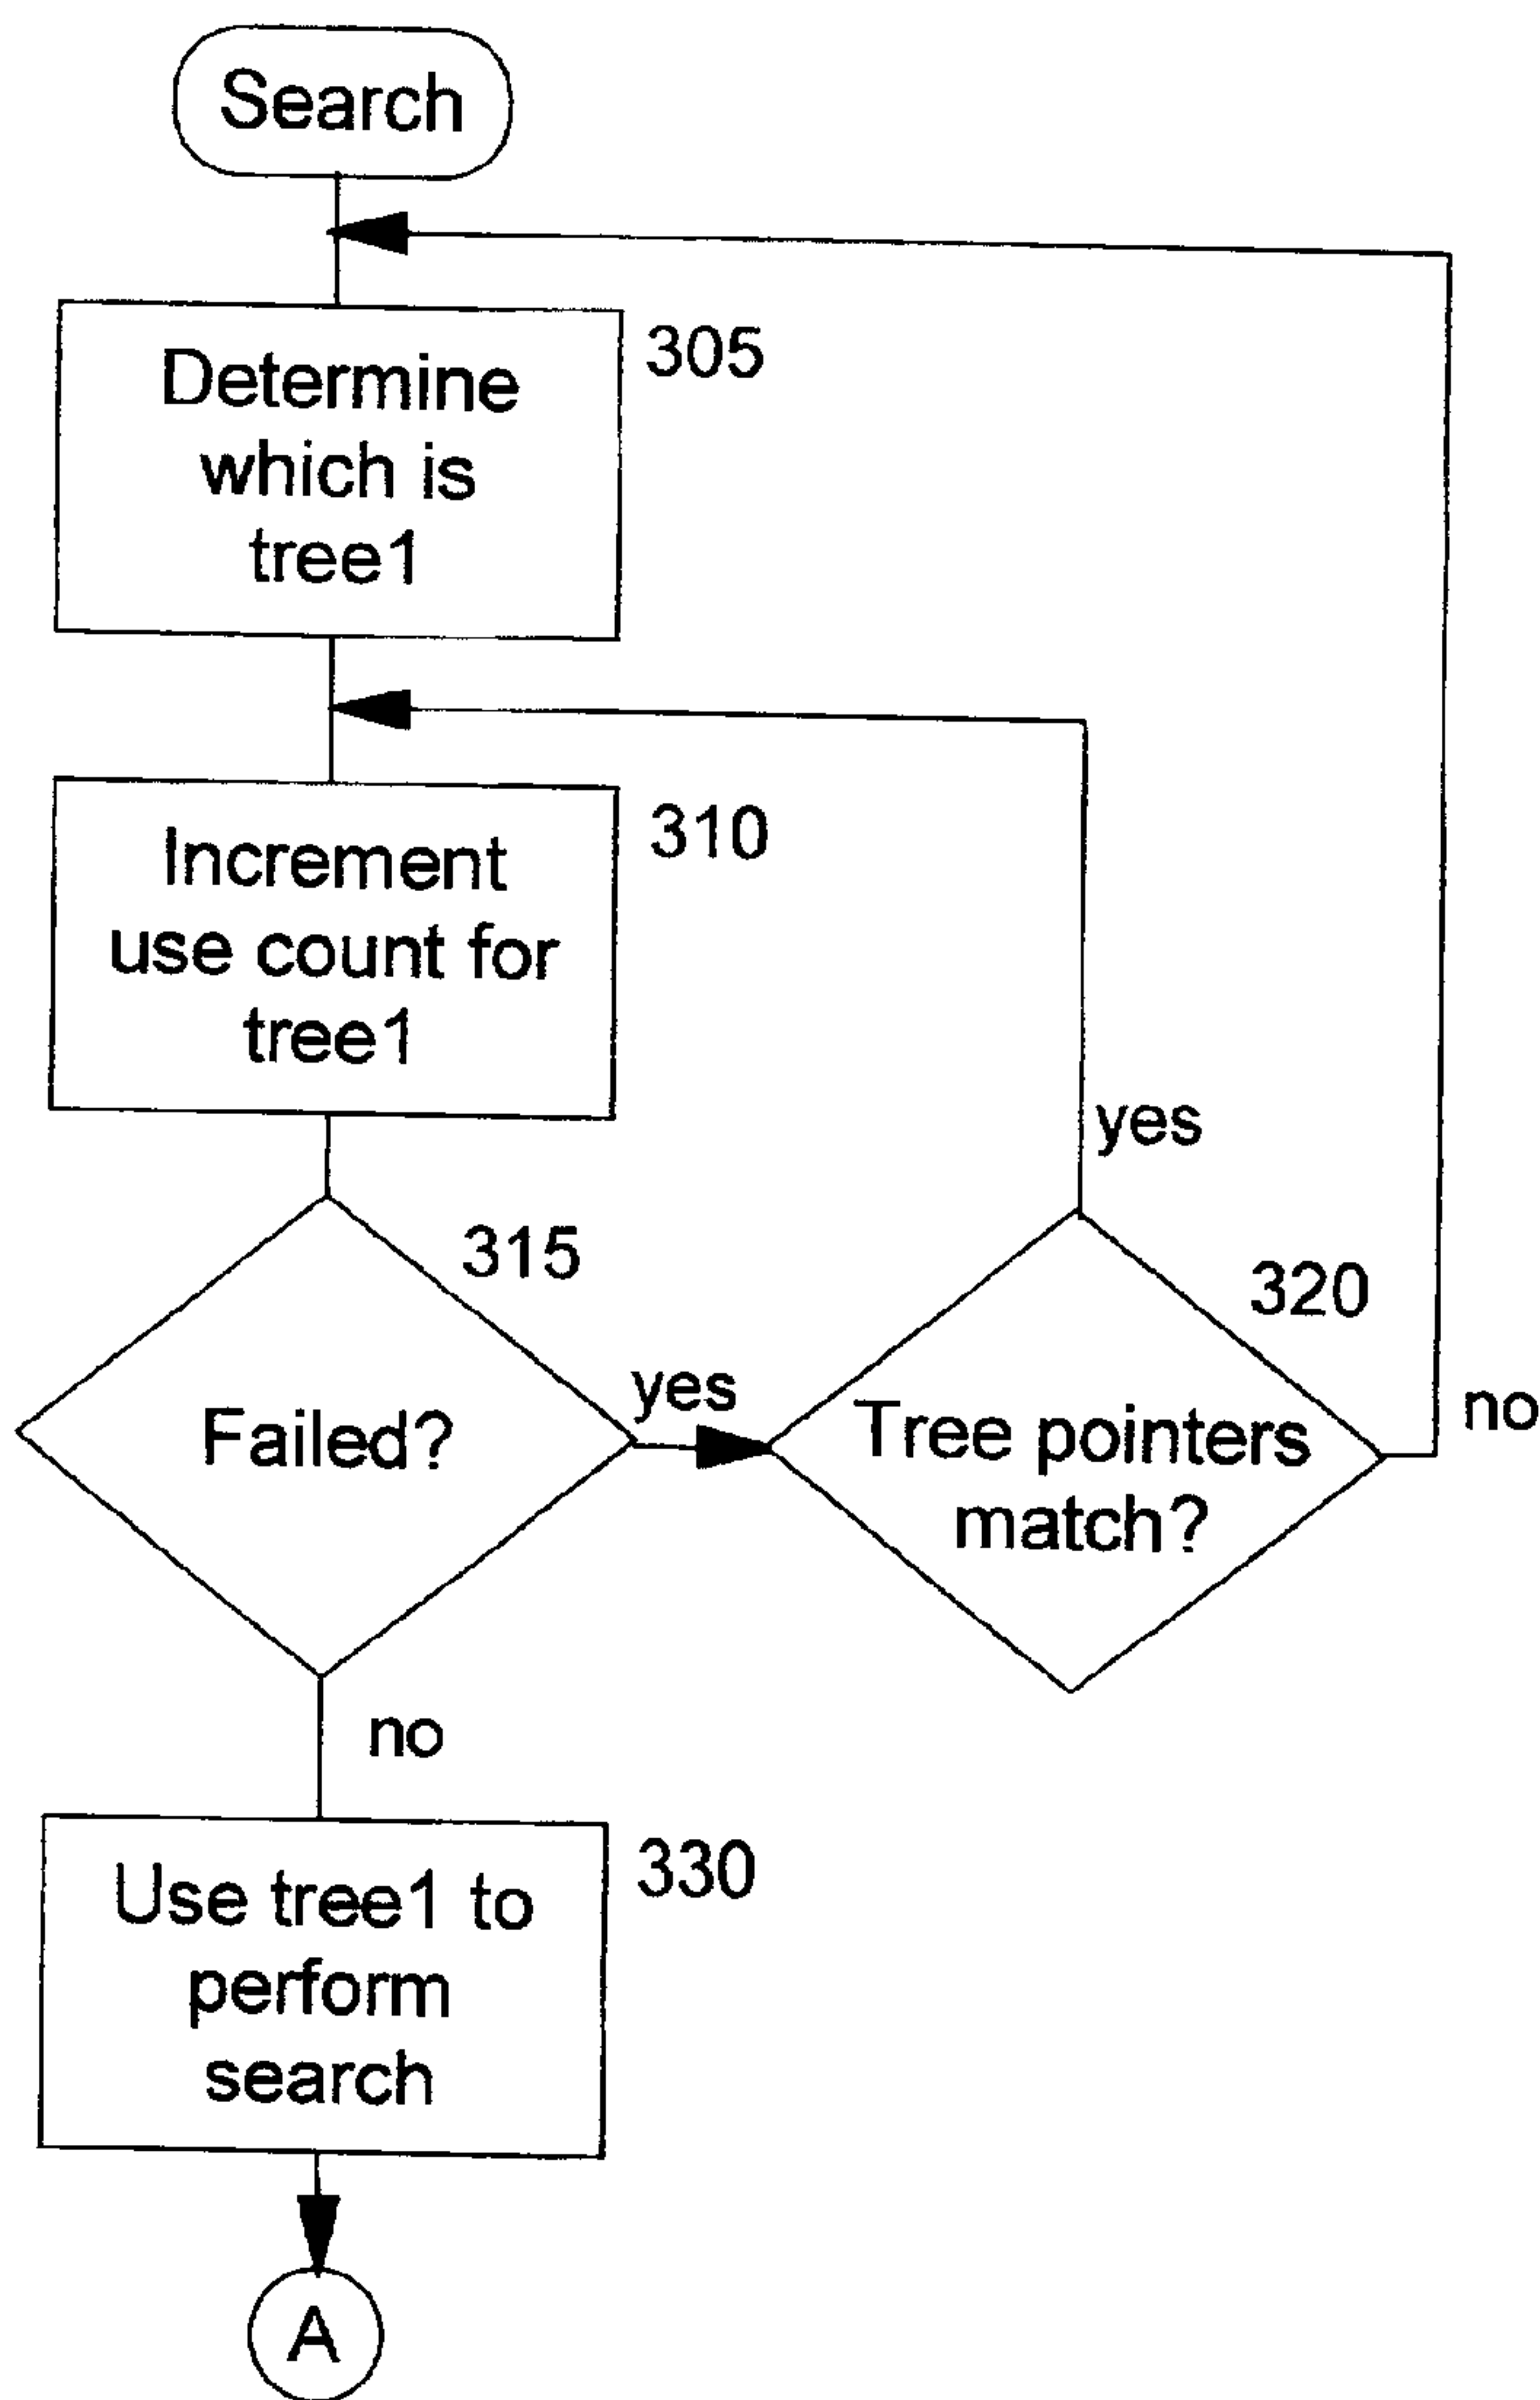 Search
Determine
which is
tree1
305
Increment
use count for
tree1
310
yes
315
320
Failed?
yes
Tree pointers
match?
no
no
Use tree1 to
perform
search
330
A